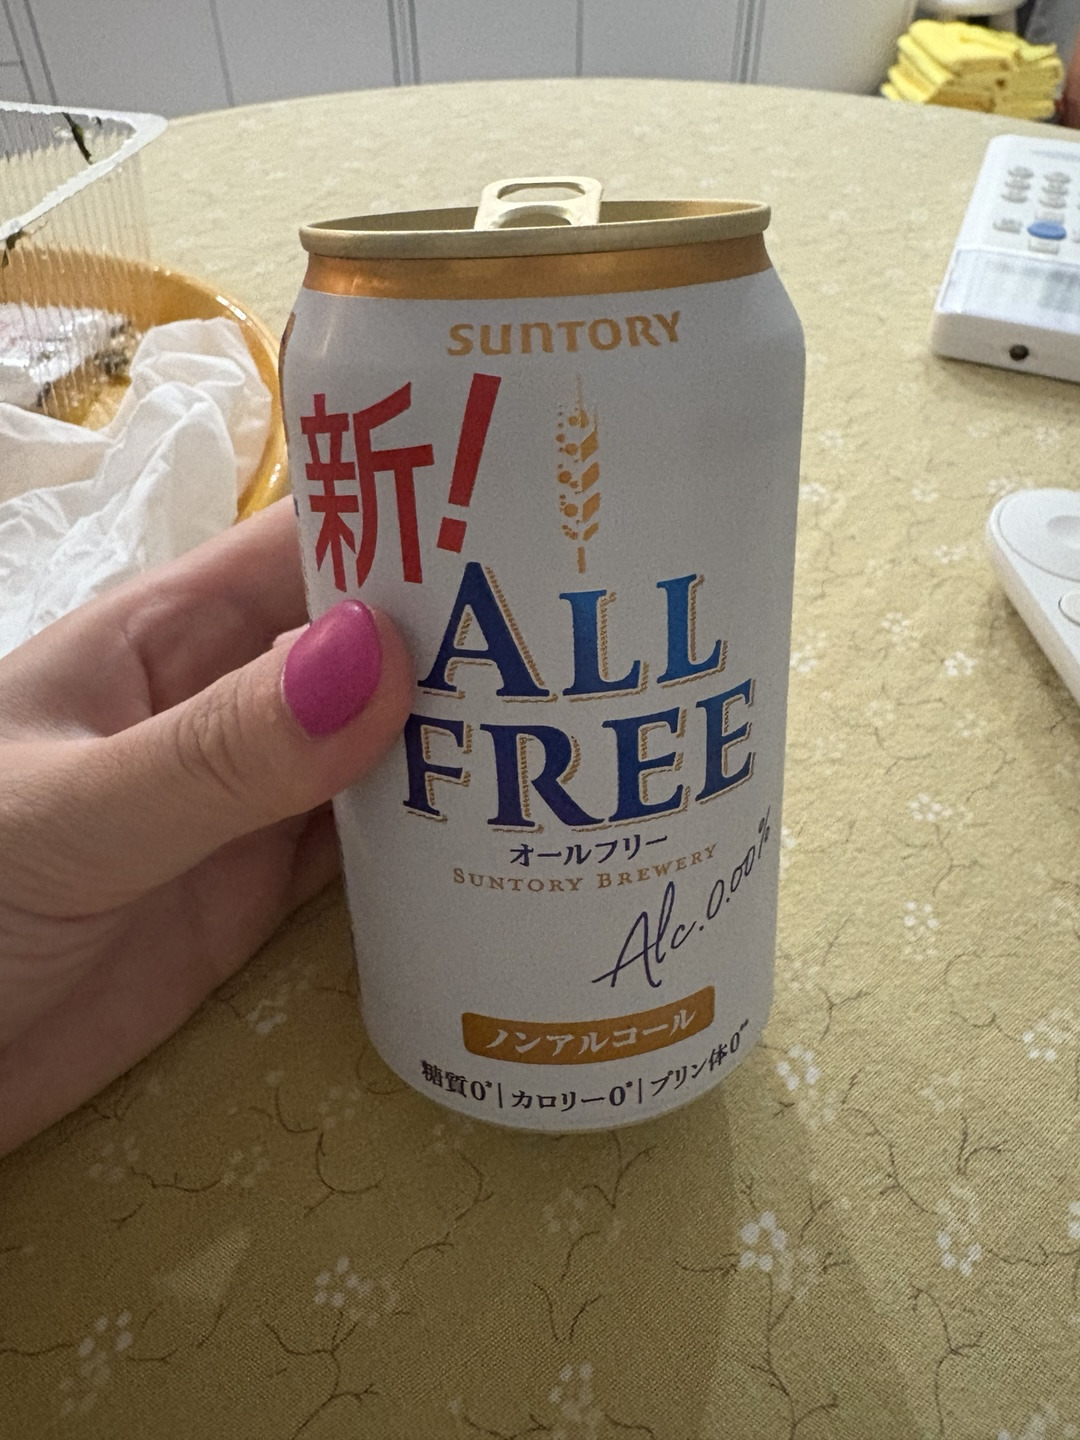 SUNTORY
新!
ALL
FREE
オールフリー
SUNTORY BREWERY
Alc.0.00%
ノンアルコール
糖質0*|カロリー0*|プリン体0**